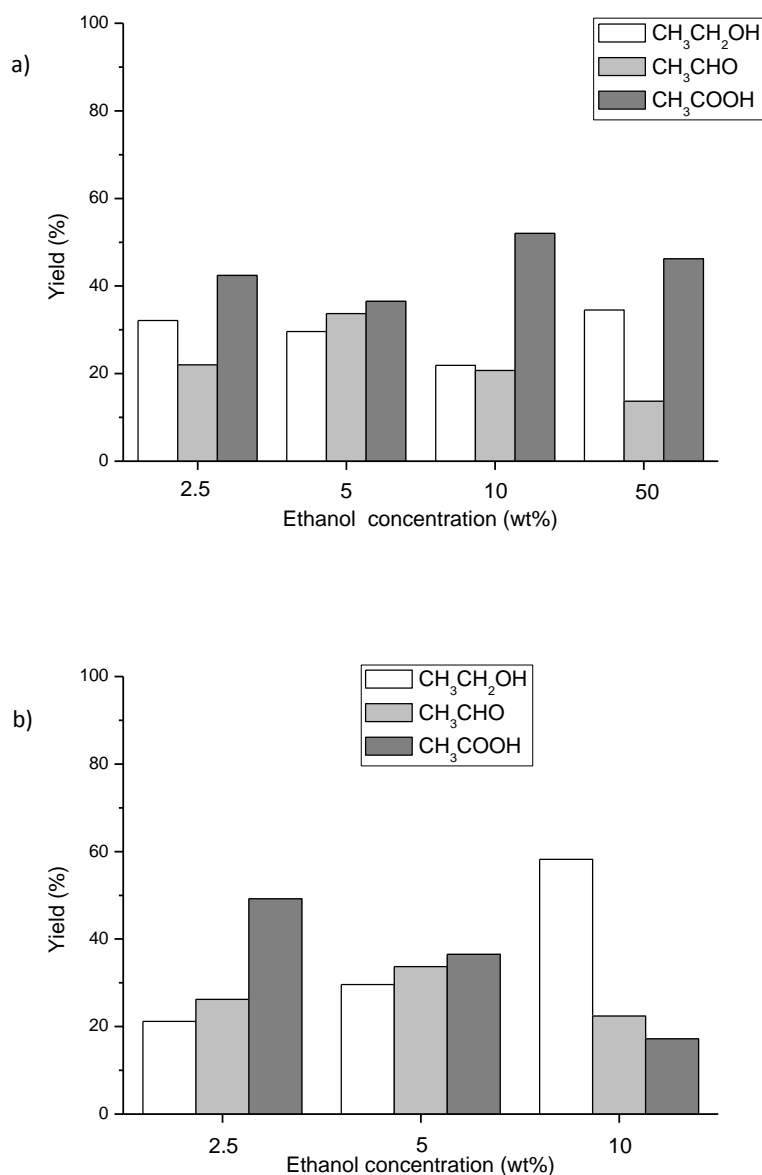 a)
CH₃CH₂OH
CH₃CHO
CH₃COOH
100
80
60
40
20
0
Yield (%)
2.5 5 10 50
Ethanol concentration (wt%)
b)
CH₃CH₂OH
CH₃CHO
CH₃COOH
100
80
60
40
20
0
Yield (%)
2.5 5 10
Ethanol concentration (wt%)